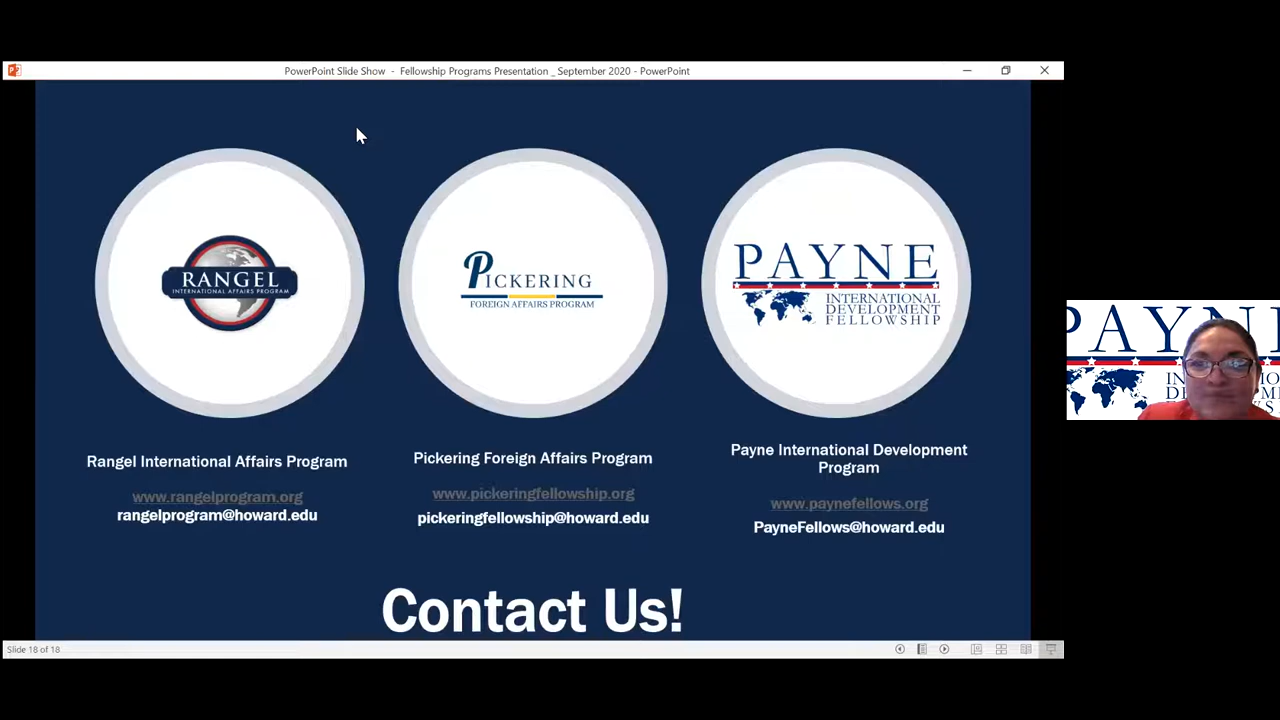 PowerPoint Slide Show - Fellowship Programs Presentation _ September 2020 - PowerPoint
RANGEL
INTERNATIONAL AFFAIRS PROGRAM
PICKERING
FOREIGN AFFAIRS PROGRAM
PAYNE
INTERNATIONAL
DEVELOPMENT
FELLOWSHIP
Rangel International Affairs Program
www.rangelprogram.org
rangelprogram@howard.edu
Pickering Foreign Affairs Program
www.pickeringfellowship.org
pickeringfellowship@howard.edu
Payne International Development
Program
www.paynefellows.org
PayneFellows@howard.edu
Contact Us!
Slide 18 of 18
PAYNE